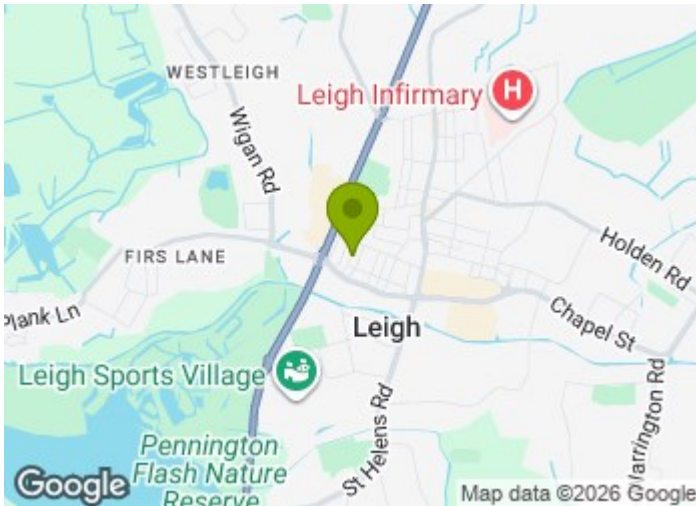 WESTLEIGH
Leigh Infirmary
H
Wigan Rd
FIRS LANE
Holden Rd
Plank Ln
Chapel St
Leigh
Leigh Sports Village
St Helens Rd
Warrington Rd
Pennington
Flash Nature
Reserve
Google
Map data ©2026 Google